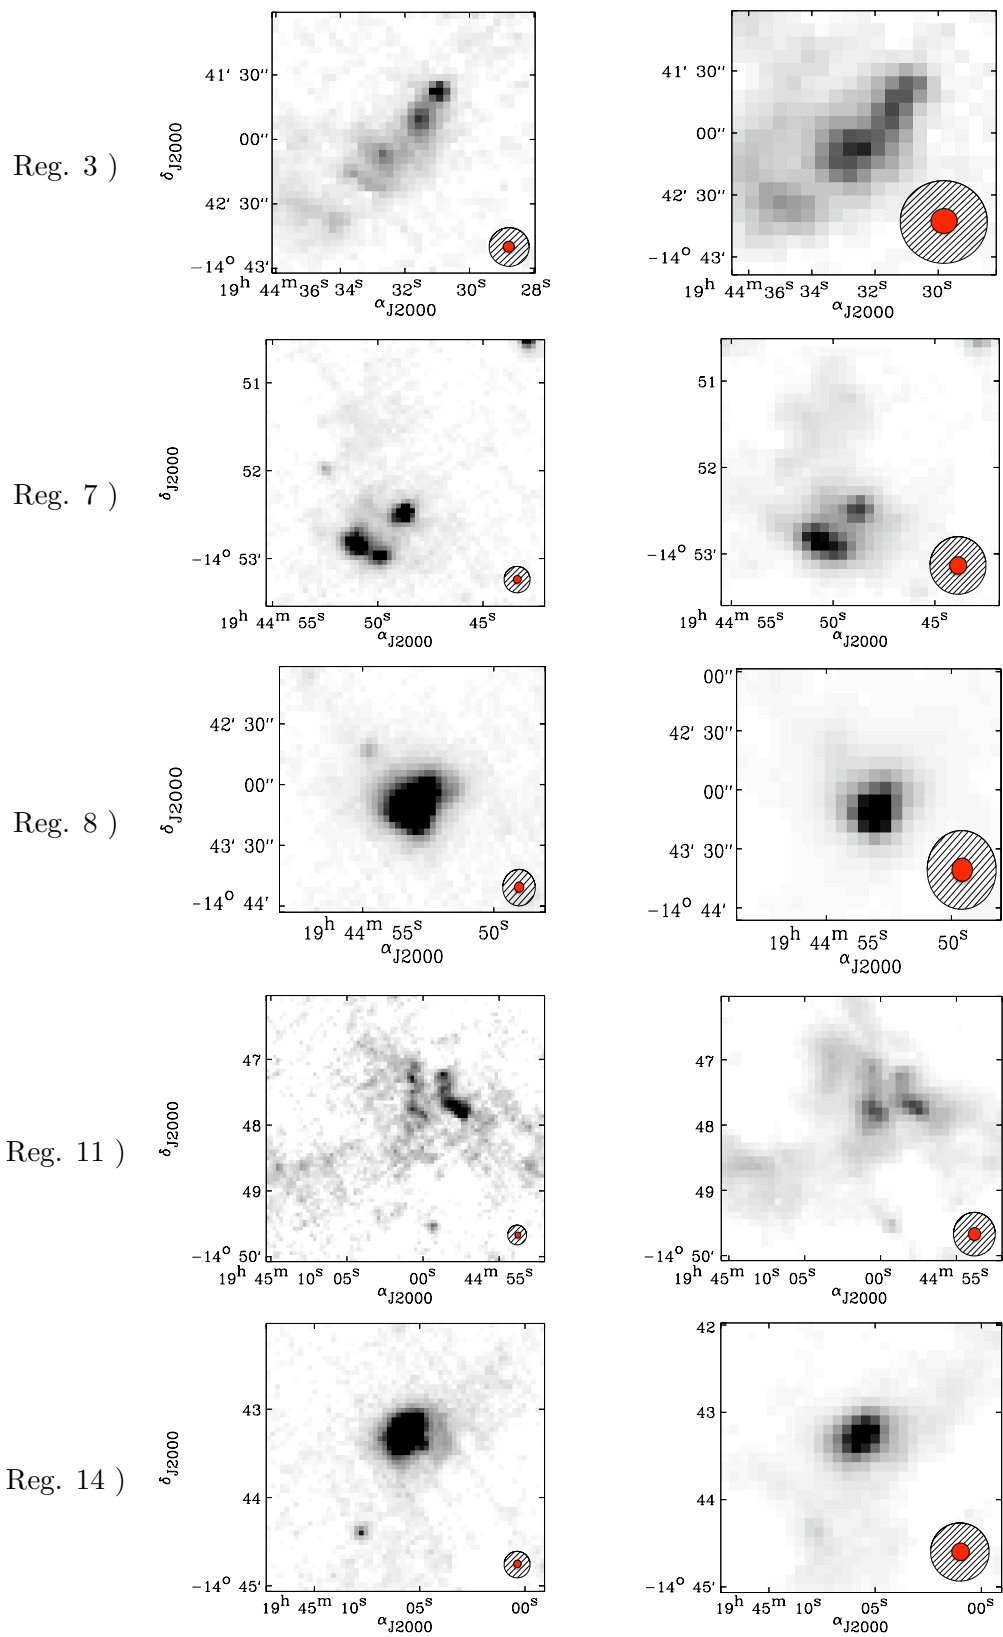 Reg. 3 )
δJ2000
41' 30''
00''
42' 30''
−14° 43'
19h 44m 36s 34s 32s 30s 28s
αJ2000
41' 30''
00''
42' 30''
−14° 43'
19h 44m 36s 34s 32s 30s
αJ2000
Reg. 7 )
δJ2000
51
52
−14° 53'
19h 44m 55s 50s 45s
αJ2000
51
52
−14° 53'
19h 44m 55s 50s 45s
αJ2000
Reg. 8 )
δJ2000
42' 30''
00''
43' 30''
−14° 44'
19h 44m 55s 50s
αJ2000
00''
42' 30''
00''
43' 30''
−14° 44'
19h 44m 55s 50s
αJ2000
Reg. 11 )
δJ2000
47
48
49
−14° 50'
19h 45m 10s 05s 00s 44m 55s
αJ2000
47
48
49
−14° 50'
19h 45m 10s 05s 00s 44m 55s
αJ2000
Reg. 14 )
δJ2000
43
44
−14° 45'
19h 45m 10s 05s 00s
αJ2000
42
43
44
−14° 45'
19h 45m 10s 05s 00s
αJ2000